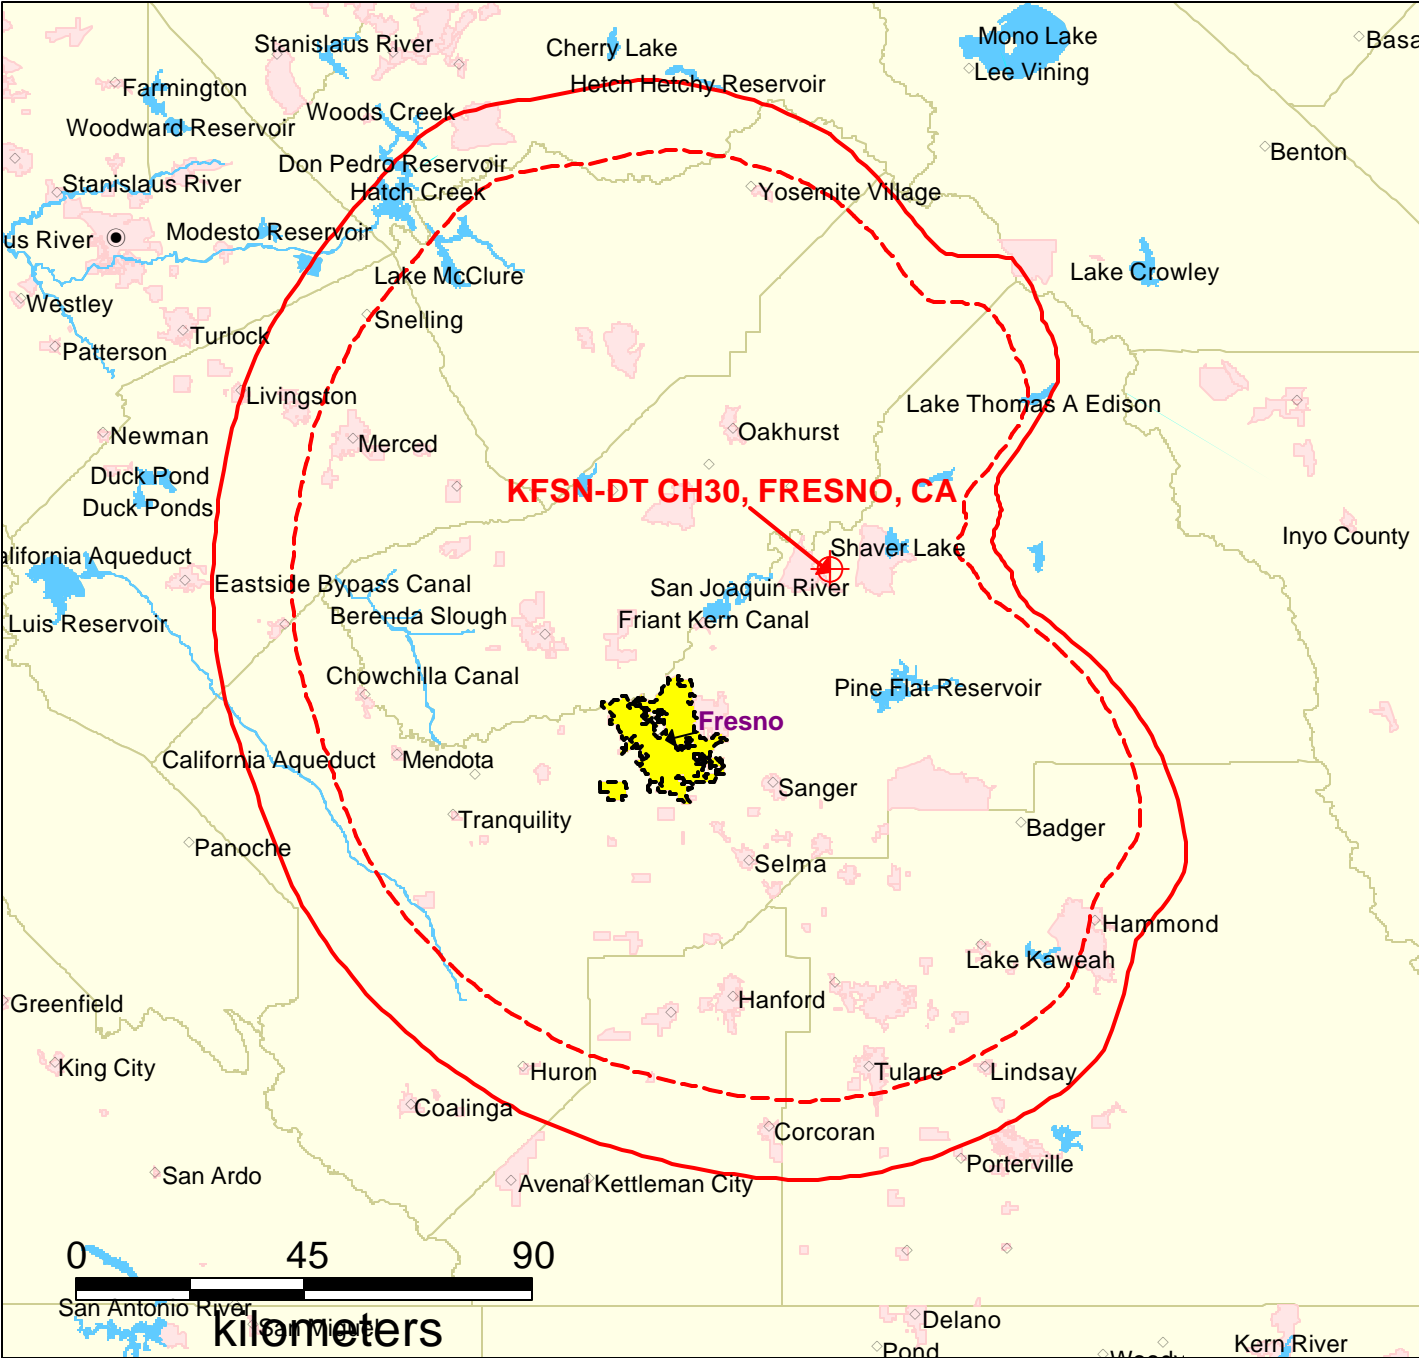 Stanislaus River
Cherry Lake
Mono Lake
Basa
Hetch Hetchy Reservoir
Lee Vining
Farmington
Woods Creek
Woodward Reservoir
Benton
Don Pedro Reservoir
Stanislaus River
Hatch Creek
Yosemite Village
us River
Modesto Reservoir
Lake McClure
Lake Crowley
Westley
Snelling
Turlock
Patterson
Livingston
Lake Thomas A Edison
Newman
Merced
Oakhurst
Duck Pond
KFSN-DT CH30, FRESNO, CA
Duck Ponds
Inyo County
alifornia Aqueduct
Shaver Lake
Eastside Bypass Canal
San Joaquin River
Luis Reservoir
Berenda Slough
Friant Kern Canal
Chowchilla Canal
Pine Flat Reservoir
Fresno
California Aqueduct
Mendota
Sanger
Tranquility
Badger
Panoche
Selma
Hammond
Lake Kaweah
Greenfield
Hanford
King City
Huron
Tulare
Lindsay
Coalinga
Corcoran
San Ardo
Avenal
Kettleman City
Porterville
0 45 90
San Antonio River
kilometers
San Miguel
Delano
Kern River
Pond
Woody